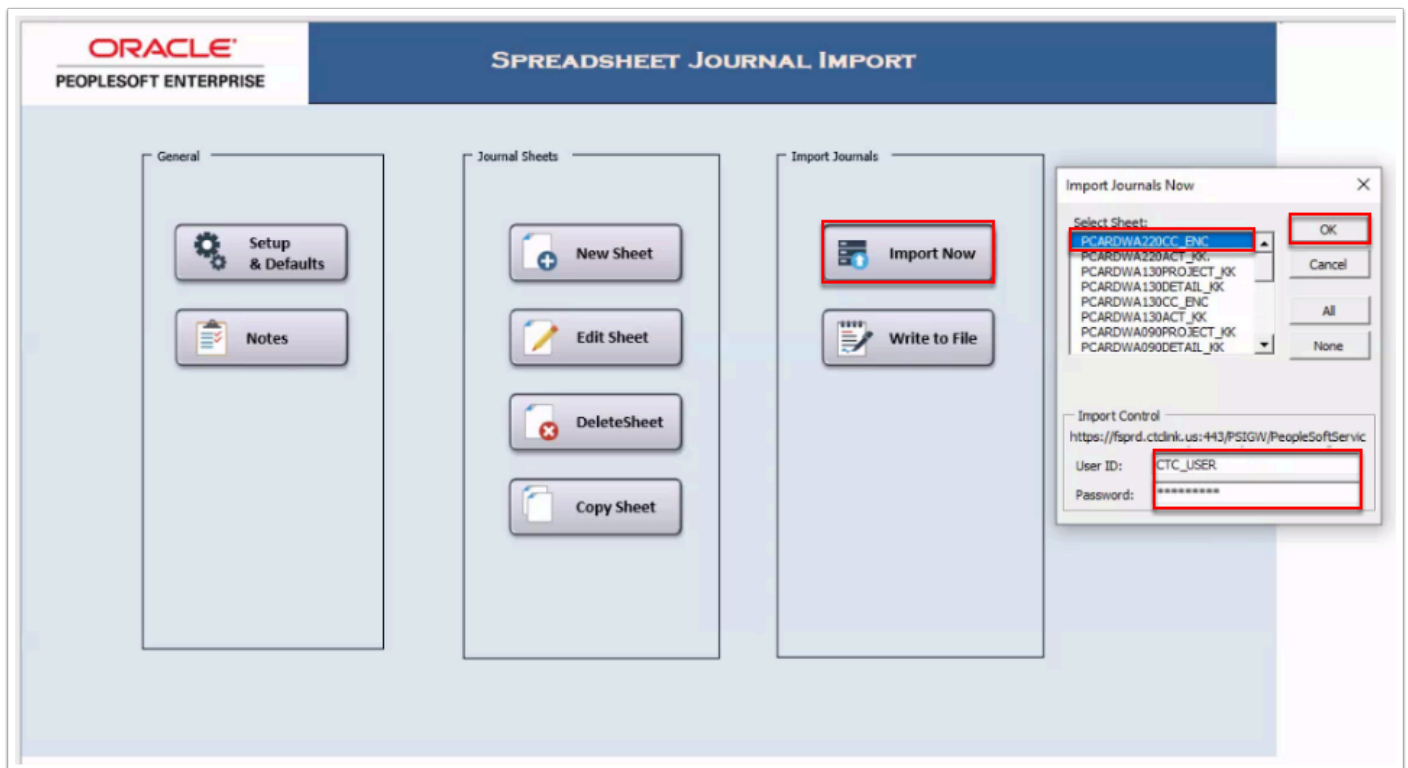 ORACLE
PEOPLESOFT ENTERPRISE
SPREADSHEET JOURNAL IMPORT
General
Setup
& Defaults
Notes
Journal Sheets
New Sheet
Edit Sheet
DeleteSheet
Copy Sheet
Import Journals
Import Now
Write to File
Import Journals Now
Select Sheet:
PCARDWA220CC_ENC
PCARDWA220ACT_KK.
PCARDWA130PROJECT_KK
PCARDWA130DETAIL_KK
PCARDWA130CC_ENC
PCARDWA130ACT_KK
PCARDWA090PROJECT_KK
PCARDWA090DETAIL_KK
OK
Cancel
All
None
Import Control
https://fsprd.ctclink.us:443/PSIGW/PeopleSoftServic
User ID: CTC_USER
Password: *********